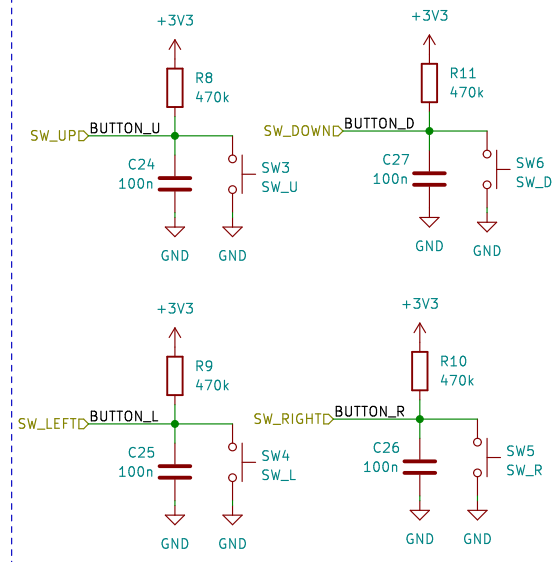 +3V3
R8
470k
SW_UP
BUTTON_U
C24
100n
SW3
SW_U
GND
GND
+3V3
R11
470k
SW_DOWN
BUTTON_D
C27
100n
SW6
SW_D
GND
GND
+3V3
R9
470k
SW_LEFT
BUTTON_L
C25
100n
SW4
SW_L
GND
GND
+3V3
R10
470k
SW_RIGHT
BUTTON_R
C26
100n
SW5
SW_R
GND
GND